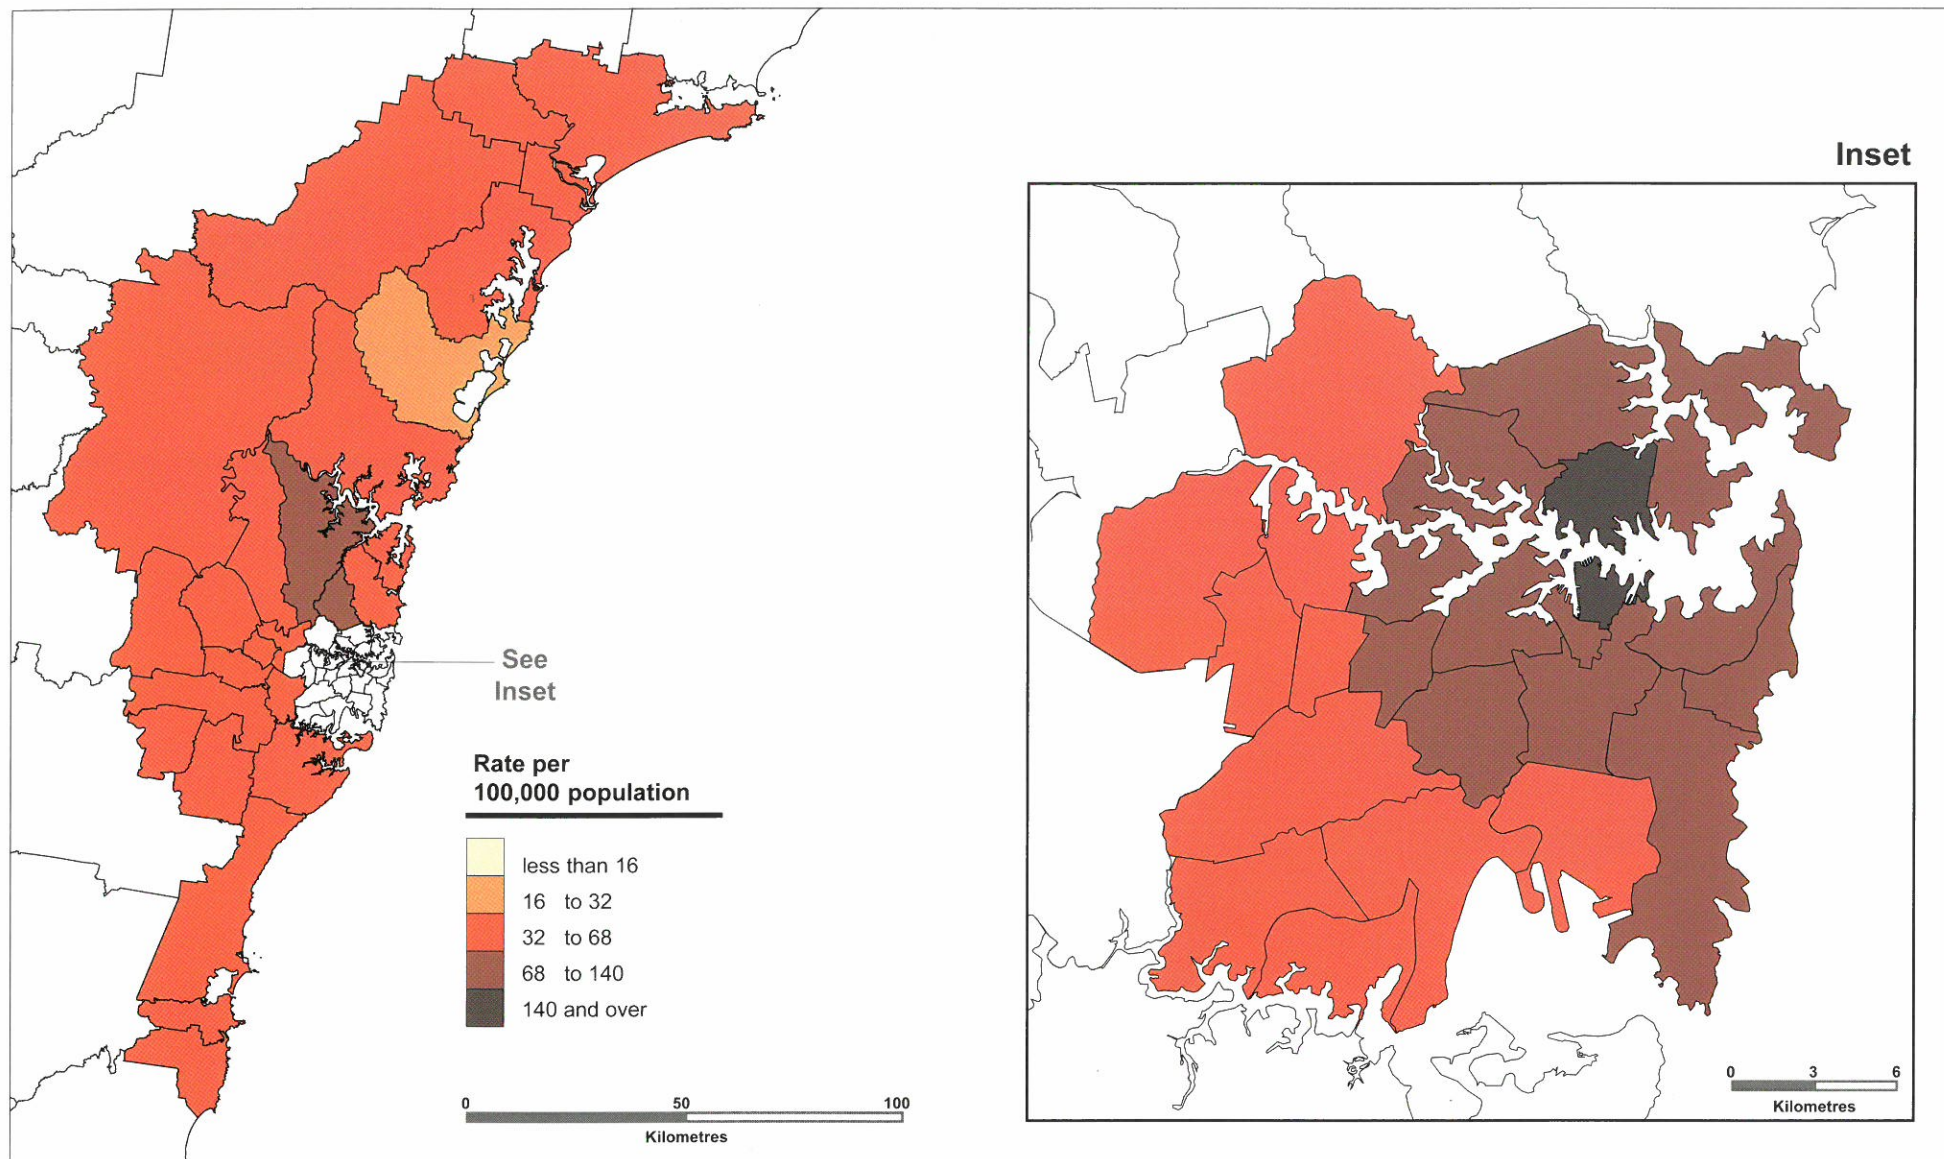 Inset
See
Inset
Rate per
100,000 population
less than 16
16 to 32
32 to 68
68 to 140
140 and over
0 50 100
Kilometres
0 3 6
Kilometres